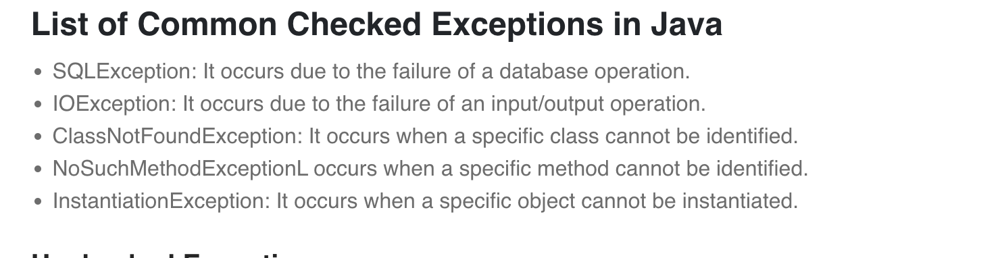 List of Common Checked Exceptions in Java
• SQLException: It occurs due to the failure of a database operation.
• IOException: It occurs due to the failure of an input/output operation.
• ClassNotFoundException: It occurs when a specific class cannot be identified.
• NoSuchMethodExceptionL occurs when a specific method cannot be identified.
• InstantiationException: It occurs when a specific object cannot be instantiated.